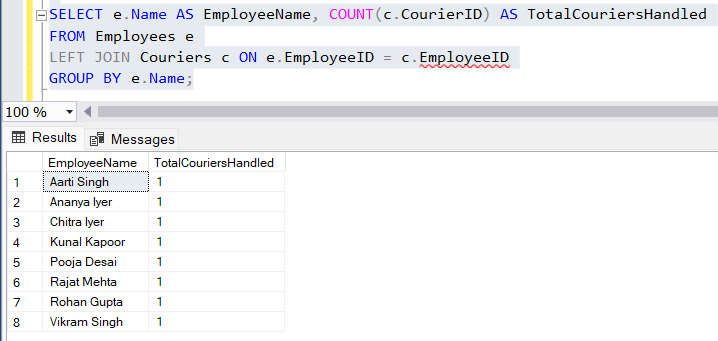 SELECT e.Name AS EmployeeName, COUNT(c.CourierID) AS TotalCouriersHandled
FROM Employees e
LEFT JOIN Couriers c ON e.EmployeeID = c.EmployeeID
GROUP BY e.Name;
100 %
Results Messages
EmployeeName TotalCouriersHandled
1 Aarti Singh 1
2 Ananya Iyer 1
3 Chitra Iyer 1
4 Kunal Kapoor 1
5 Pooja Desai 1
6 Rajat Mehta 1
7 Rohan Gupta 1
8 Vikram Singh 1